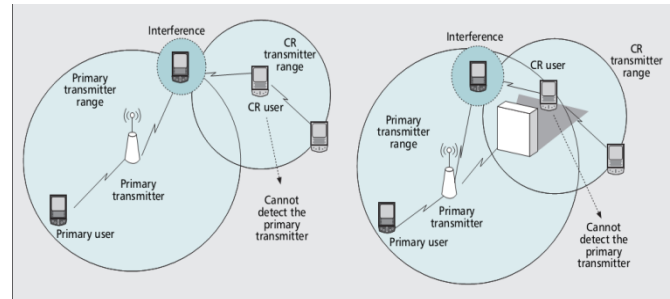 Interference
Primary
transmitter
range
CR
transmitter
range
CR user
Primary
transmitter
Primary user
Cannot
detect the
primary
transmitter
Interference
CR user
CR
transmitter
range
Primary
transmitter
range
Primary
transmitter
Primary user
Cannot
detect the
primary
transmitter